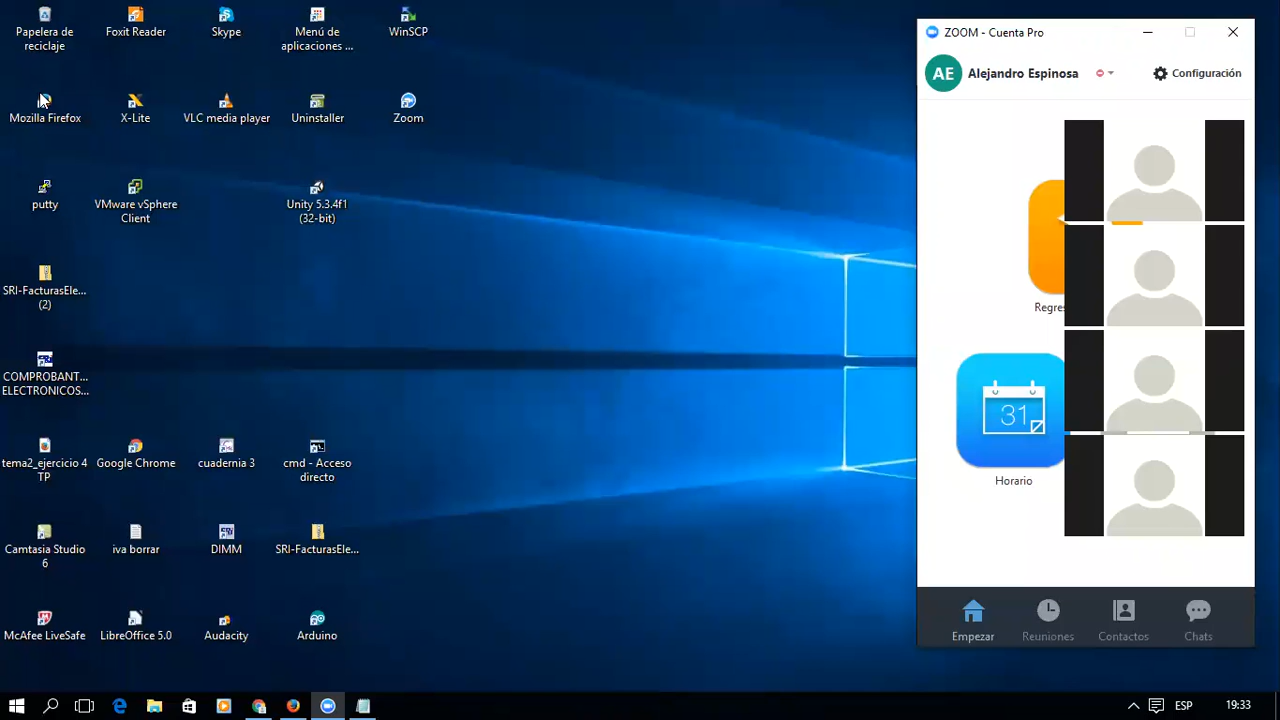 Papelera de
reciclaje
Foxit Reader
Skype
Menú de
aplicaciones ...
WinSCP
Mozilla Firefox
X-Lite
VLC media player
Uninstaller
Zoom
putty
VMware vSphere
Client
Unity 5.3.4f1
(32-bit)
SRI-FacturasEle...
(2)
COMPROBANT...
ELECTRONICOS...
tema2_ejercicio 4
TP
Google Chrome
cuadernia 3
cmd - Acceso
directo
Camtasia Studio
6
iva borrar
DIMM
SRI-FacturasEle...
McAfee LiveSafe
LibreOffice 5.0
Audacity
Arduino
ZOOM - Cuenta Pro
AE
Alejandro Espinosa
Configuración
Regres
31
Horario
Empezar
Reuniones
Contactos
Chats
ESP
19:33